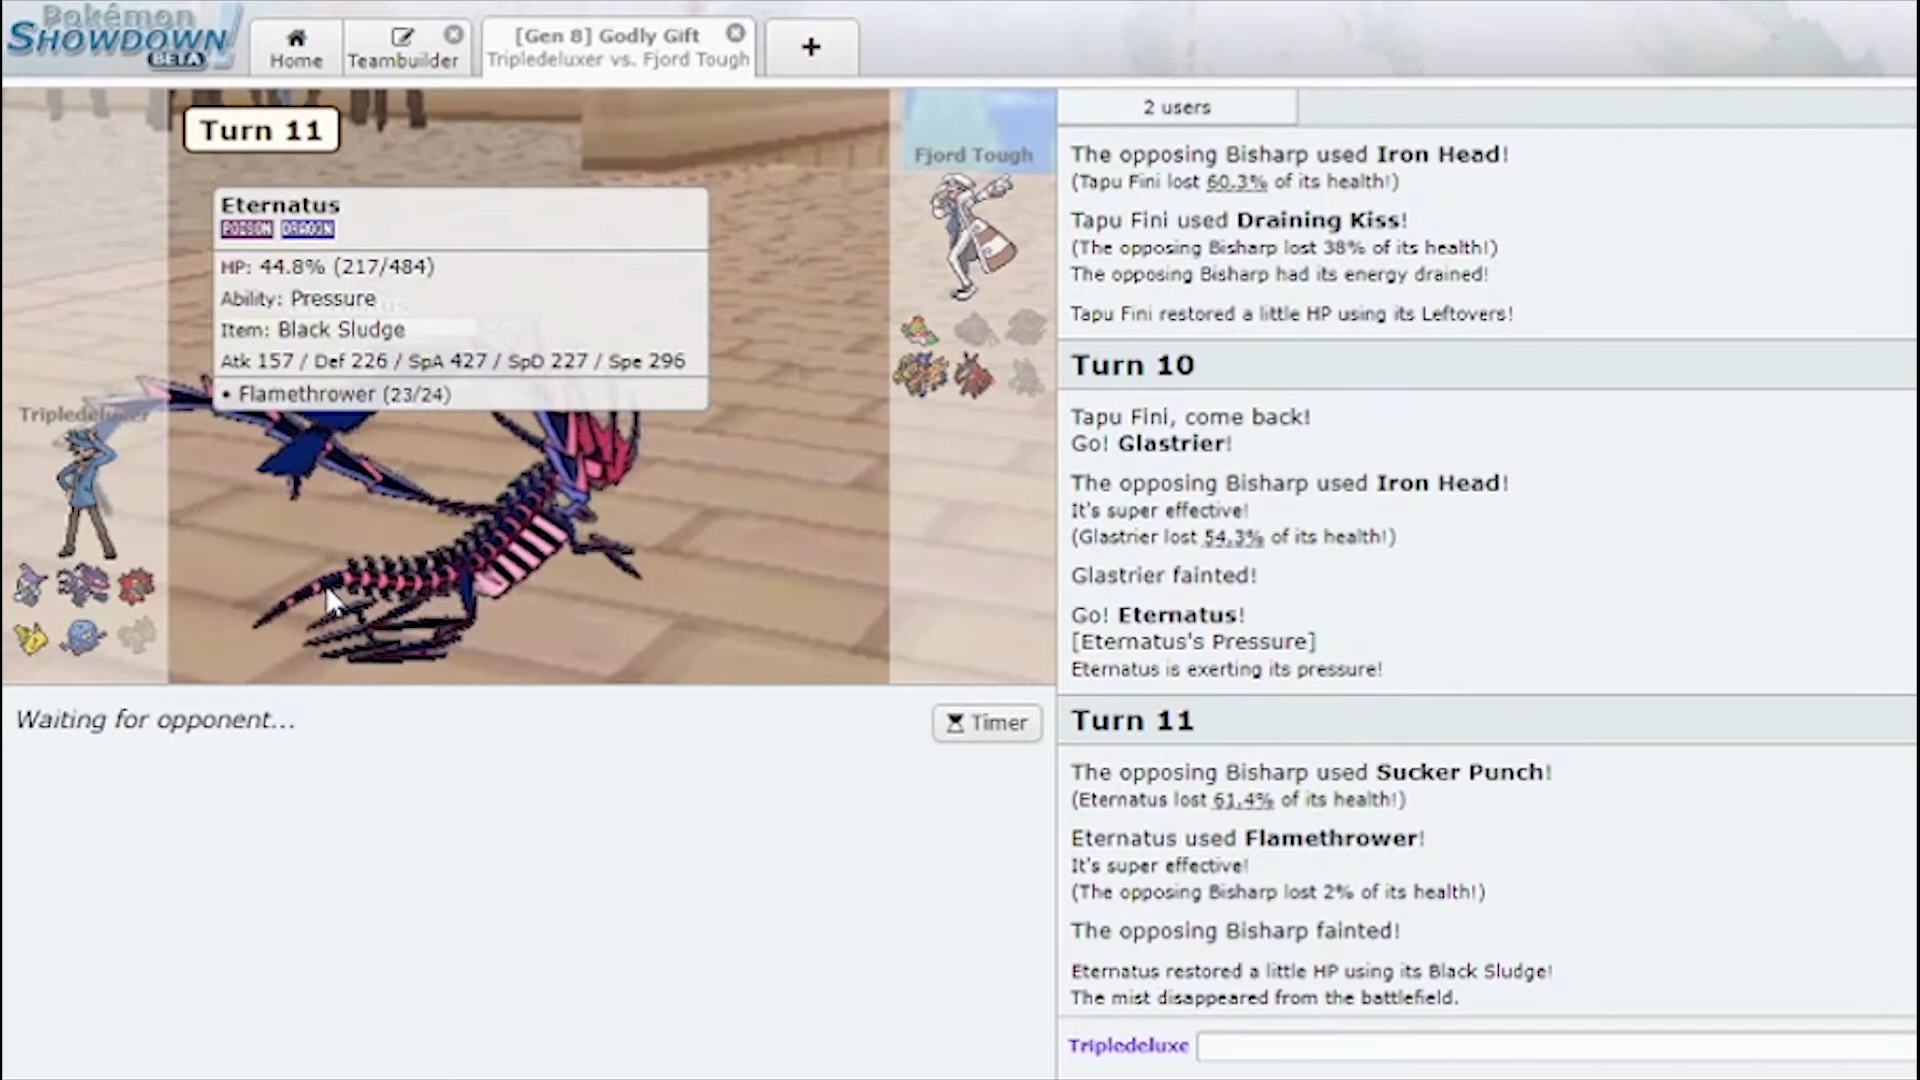 Pokémon
SHOWDOWN
BETA
Home
Teambuilder
[Gen 8] Godly Gift
Tripledeluxer vs. Fjord Tough
+
Turn 11
Eternatus
POISON DRAGON
HP: 44.8% (217/484)
Ability: Pressure
Item: Black Sludge
Atk 157 / Def 226 / SpA 427 / SpD 227 / Spe 296
• Flamethrower (23/24)
Tripledeluxer
Fjord Tough
Waiting for opponent...
Timer
2 users
The opposing Bisharp used Iron Head!
(Tapu Fini lost 60.3% of its health!)
Tapu Fini used Draining Kiss!
(The opposing Bisharp lost 38% of its health!)
The opposing Bisharp had its energy drained!
Tapu Fini restored a little HP using its Leftovers!
Turn 10
Tapu Fini, come back!
Go! Glastrier!
The opposing Bisharp used Iron Head!
It's super effective!
(Glastrier lost 54.3% of its health!)
Glastrier fainted!
Go! Eternatus!
[Eternatus's Pressure]
Eternatus is exerting its pressure!
Turn 11
The opposing Bisharp used Sucker Punch!
(Eternatus lost 61.4% of its health!)
Eternatus used Flamethrower!
It's super effective!
(The opposing Bisharp lost 2% of its health!)
The opposing Bisharp fainted!
Eternatus restored a little HP using its Black Sludge!
The mist disappeared from the battlefield.
Tripledeluxe